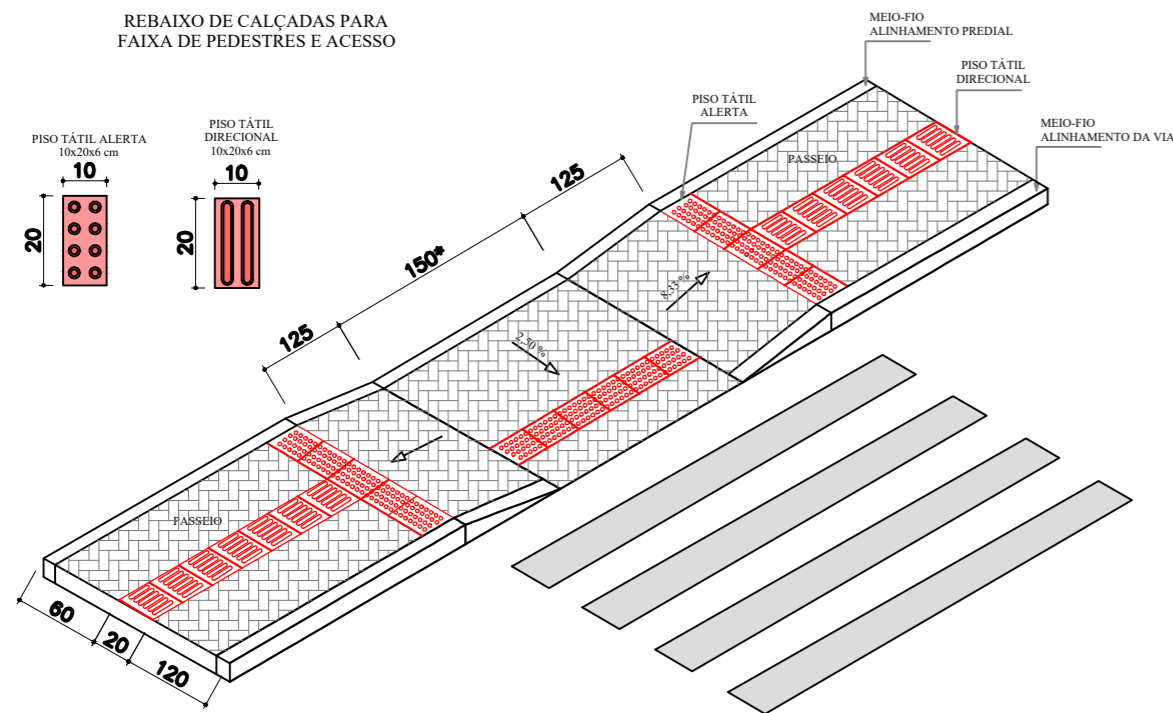 REBAIXO DE CALÇADAS PARA
FAIXA DE PEDESTRES E ACESSO
MEIO-FIO
ALINHAMENTO PREDIAL
PISO TÁTIL
DIRECIONAL
PISO TÁTIL
ALERTA
MEIO-FIO
ALINHAMENTO DA VIA
PISO TÁTIL ALERTA
10x20x6 cm
10
20
PISO TÁTIL
DIRECIONAL
10x20x6 cm
10
20
125
150*
125
PASSEIO
8,33 %
2,50 %
PASSEIO
60
20
120